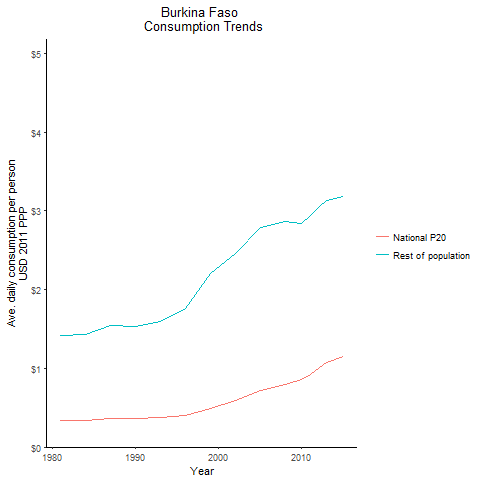 Burkina Faso
Consumption Trends
Ave. daily consumption per person
USD 2011 PPP
$5
$4
$3
$2
$1
$0
1980
1990
2000
2010
Year
National P20
Rest of population